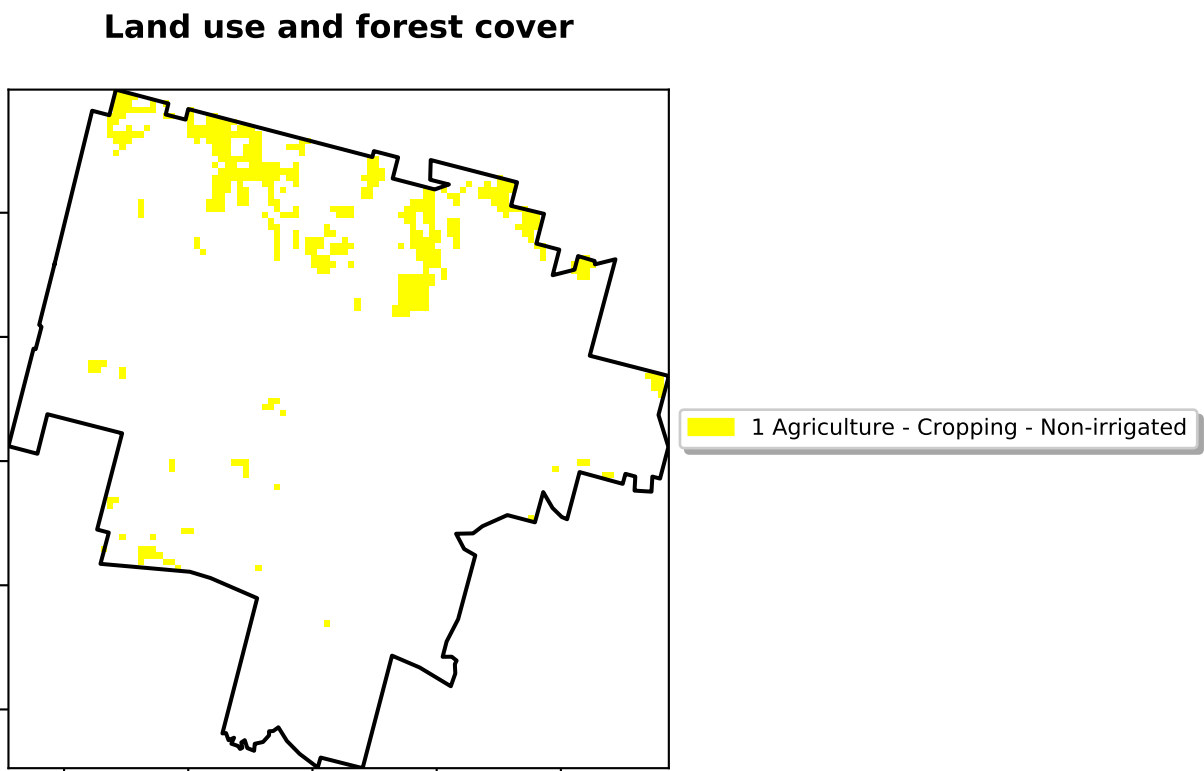 Land use and forest cover
1 Agriculture - Cropping - Non-irrigated